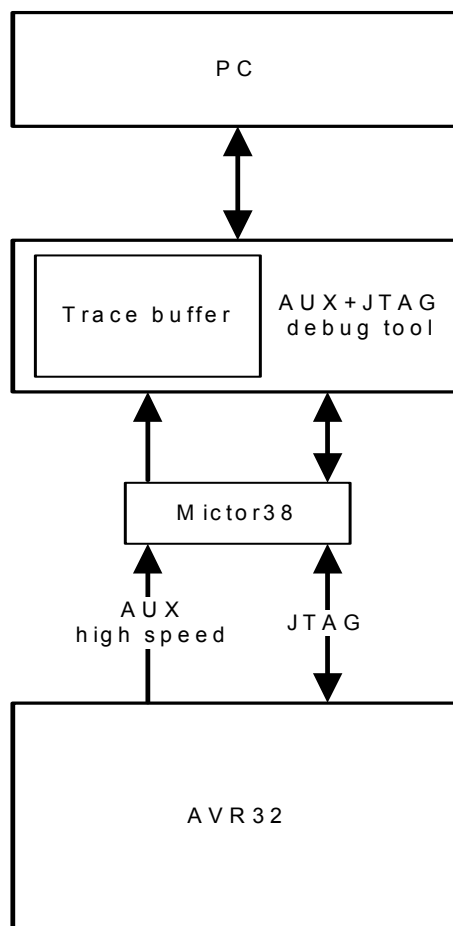 PC
Trace buffer
AUX+JTAG
debug tool
Mictor38
AUX
high speed
JTAG
AVR32